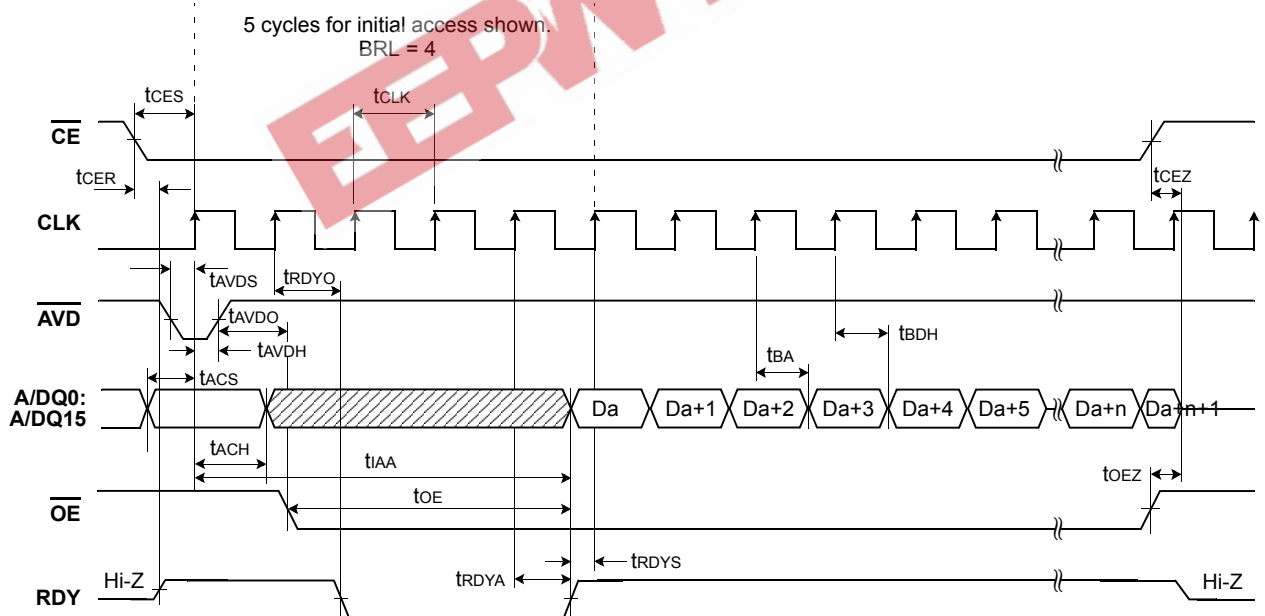 5 cycles for initial access shown.
BRL = 4
tCES
tCLK
CE
tCER
tCEZ
CLK
tAVDS
tRDYO
AVD
tAVDO
tBDH
tAVDH
tBA
tACS
A/DQ0:
A/DQ15
Da
Da+1
Da+2
Da+3
Da+4
Da+5
Da+n
Da+n+1
tACH
tIAA
tOEZ
tOE
OE
tRDYS
tRDYA
Hi-Z
Hi-Z
RDY